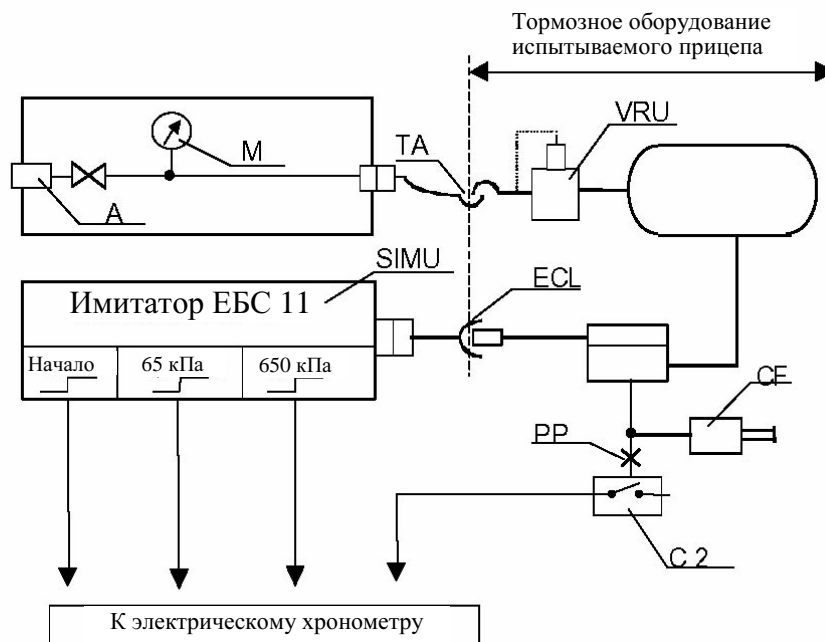 Тормозное оборудование
испытываемого прицепа
VRU
TA
M
A
SIMU
ECL
Имитатор ЕБС 11
Начало
65 кПа
650 кПа
CF
PP
C 2
К электрическому хронометру